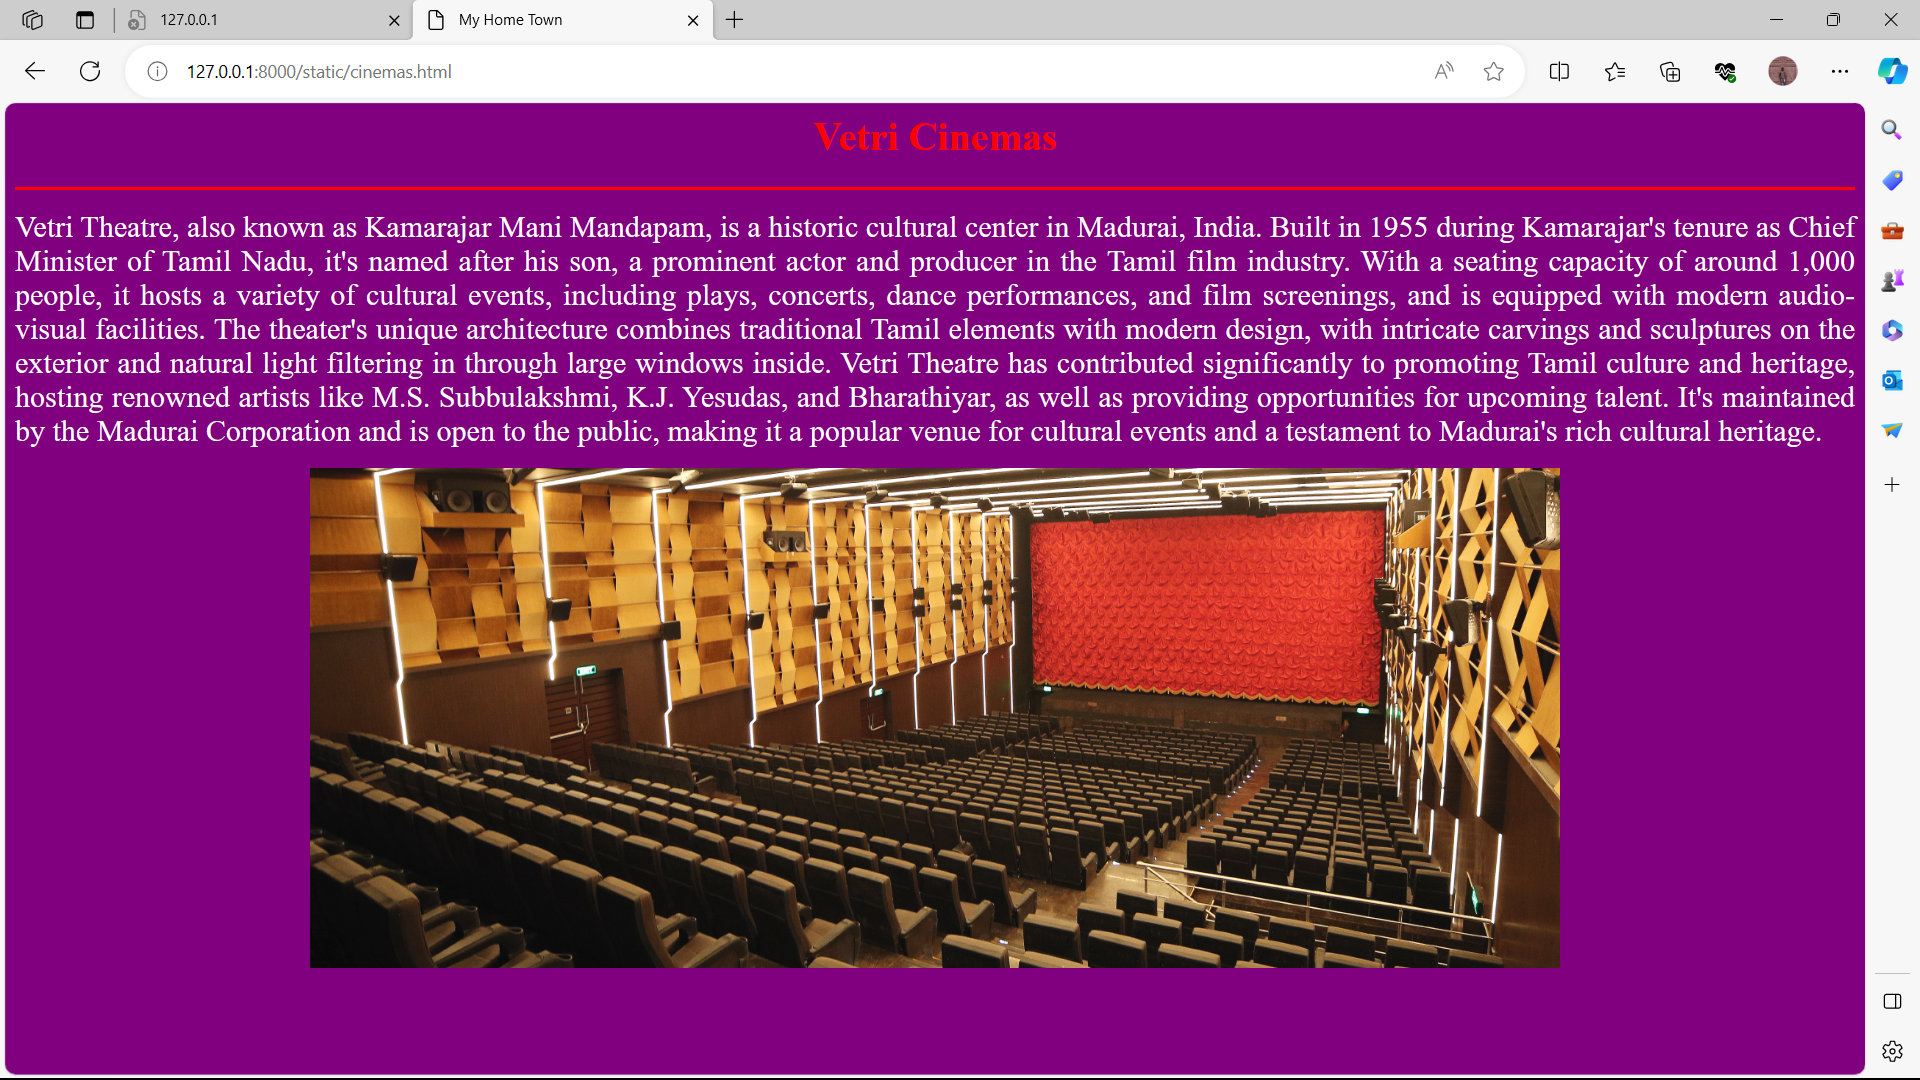 127.0.0.1
My Home Town
127.0.0.1:8000/static/cinemas.html
Vetri Cinemas
Vetri Theatre, also known as Kamarajar Mani Mandapam, is a historic cultural center in Madurai, India. Built in 1955 during Kamarajar's tenure as Chief
Minister of Tamil Nadu, it's named after his son, a prominent actor and producer in the Tamil film industry. With a seating capacity of around 1,000
people, it hosts a variety of cultural events, including plays, concerts, dance performances, and film screenings, and is equipped with modern audio-
visual facilities. The theater's unique architecture combines traditional Tamil elements with modern design, with intricate carvings and sculptures on the
exterior and natural light filtering in through large windows inside. Vetri Theatre has contributed significantly to promoting Tamil culture and heritage,
hosting renowned artists like M.S. Subbulakshmi, K.J. Yesudas, and Bharathiyar, as well as providing opportunities for upcoming talent. It's maintained
by the Madurai Corporation and is open to the public, making it a popular venue for cultural events and a testament to Madurai's rich cultural heritage.